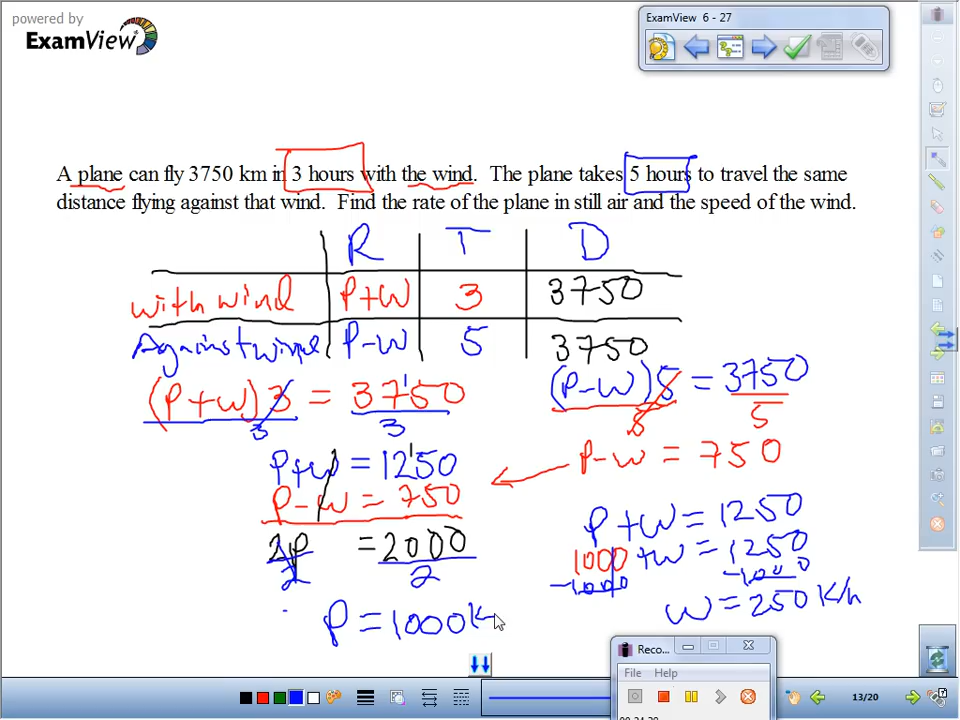 powered by
ExamView
ExamView 6 - 27
A plane can fly 3750 km in 3 hours with the wind. The plane takes 5 hours to travel the same
distance flying against that wind. Find the rate of the plane in still air and the speed of the wind.
R T D
with wind P+W 3 3750
Against wind P-W 5 3750
(P+W)3 = 3750
3 3
(P-W)5 = 3750
5 5
P-W = 750
P+W = 1250
P-W = 750
2P = 2000
2 2
P = 1000 K
P+W = 1250
1000+W = 1250
-1000 -1000
W = 250 K/h
Reco...
File Help
13/20